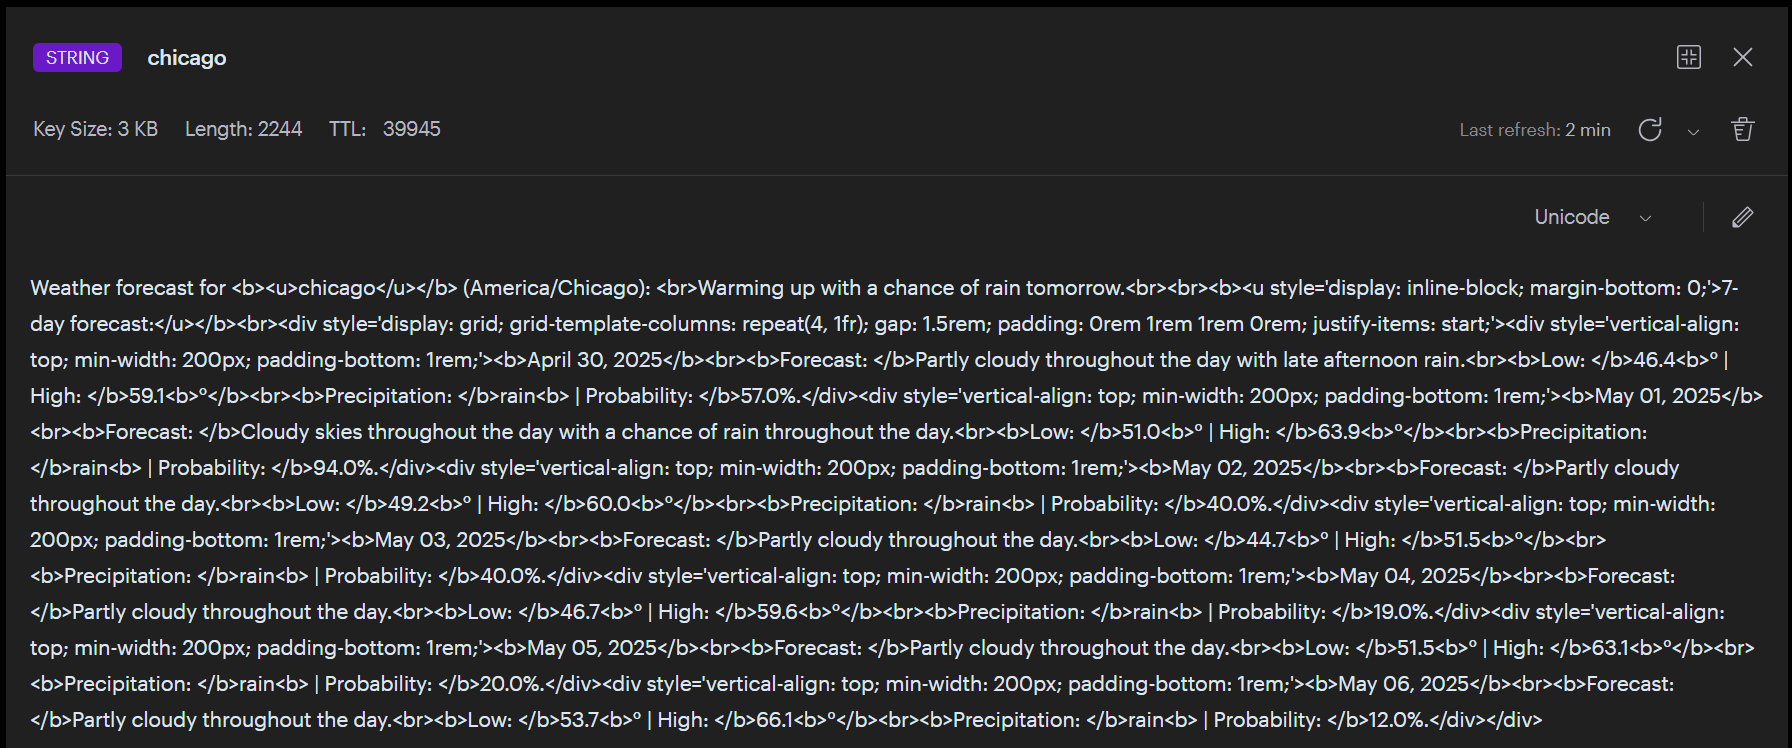 STRING chicago
Key Size: 3 KB Length: 2244 TTL: 39945 Last refresh: 2 min
Unicode
Weather forecast for <b><u>chicago</u></b> (America/Chicago): <br>Warming up with a chance of rain tomorrow.<br><br><b><u style='display: inline-block; margin-bottom: 0;'>7-
day forecast:</u></b><br><div style='display: grid; grid-template-columns: repeat(4, 1fr); gap: 1.5rem; padding: 0rem 1rem 1rem 0rem; justify-items: start;'><div style='vertical-align:
top; min-width: 200px; padding-bottom: 1rem;'><b>April 30, 2025</b><br><b>Forecast: </b>Partly cloudy throughout the day with late afternoon rain.<br><b>Low: </b>46.4<b>° |
High: </b>59.1<b>°</b><br><b>Precipitation: </b>rain<b> | Probability: </b>57.0%.</div><div style='vertical-align: top; min-width: 200px; padding-bottom: 1rem;'><b>May 01, 2025</b>
<br><b>Forecast: </b>Cloudy skies throughout the day with a chance of rain throughout the day.<br><b>Low: </b>51.0<b>° | High: </b>63.9<b>°</b><br><b>Precipitation:
</b>rain<b> | Probability: </b>94.0%.</div><div style='vertical-align: top; min-width: 200px; padding-bottom: 1rem;'><b>May 02, 2025</b><br><b>Forecast: </b>Partly cloudy
throughout the day.<br><b>Low: </b>49.2<b>° | High: </b>60.0<b>°</b><br><b>Precipitation: </b>rain<b> | Probability: </b>40.0%.</div><div style='vertical-align: top; min-width:
200px; padding-bottom: 1rem;'><b>May 03, 2025</b><br><b>Forecast: </b>Partly cloudy throughout the day.<br><b>Low: </b>44.7<b>° | High: </b>51.5<b>°</b><br>
<b>Precipitation: </b>rain<b> | Probability: </b>40.0%.</div><div style='vertical-align: top; min-width: 200px; padding-bottom: 1rem;'><b>May 04, 2025</b><br><b>Forecast:
</b>Partly cloudy throughout the day.<br><b>Low: </b>46.7<b>° | High: </b>59.6<b>°</b><br><b>Precipitation: </b>rain<b> | Probability: </b>19.0%.</div><div style='vertical-align:
top; min-width: 200px; padding-bottom: 1rem;'><b>May 05, 2025</b><br><b>Forecast: </b>Partly cloudy throughout the day.<br><b>Low: </b>51.5<b>° | High: </b>63.1<b>°</b><br>
<b>Precipitation: </b>rain<b> | Probability: </b>20.0%.</div><div style='vertical-align: top; min-width: 200px; padding-bottom: 1rem;'><b>May 06, 2025</b><br><b>Forecast:
</b>Partly cloudy throughout the day.<br><b>Low: </b>53.7<b>° | High: </b>66.1<b>°</b><br><b>Precipitation: </b>rain<b> | Probability: </b>12.0%.</div></div>